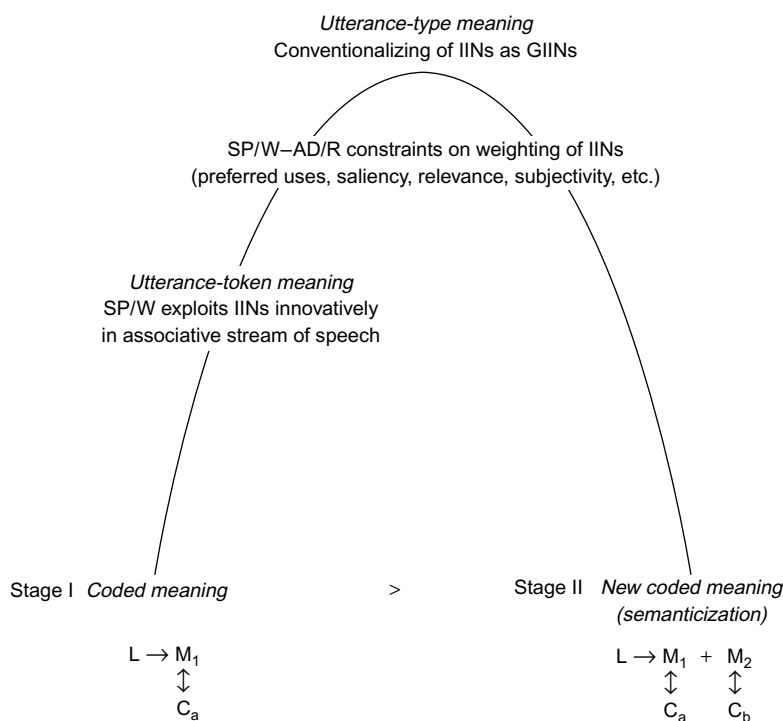 Utterance-type meaning
Conventionalizing of IINs as GIINs
SP/W–AD/R constraints on weighting of IINs
(preferred uses, saliency, relevance, subjectivity, etc.)
Utterance-token meaning
SP/W exploits IINs innovatively
in associative stream of speech
Stage I Coded meaning > Stage II New coded meaning
(semanticization)
L → M₁ L → M₁ + M₂
↕ ↕ ↕
Cₐ Cₐ C_b